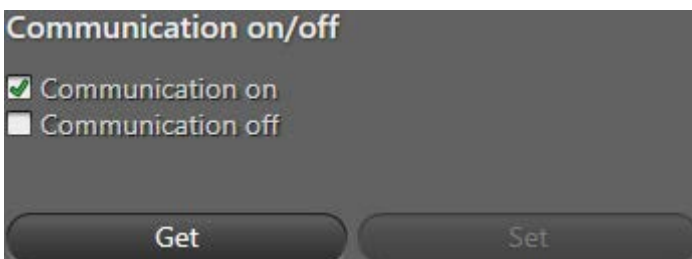 Communication on/off
Communication on
Communication off
Get Set